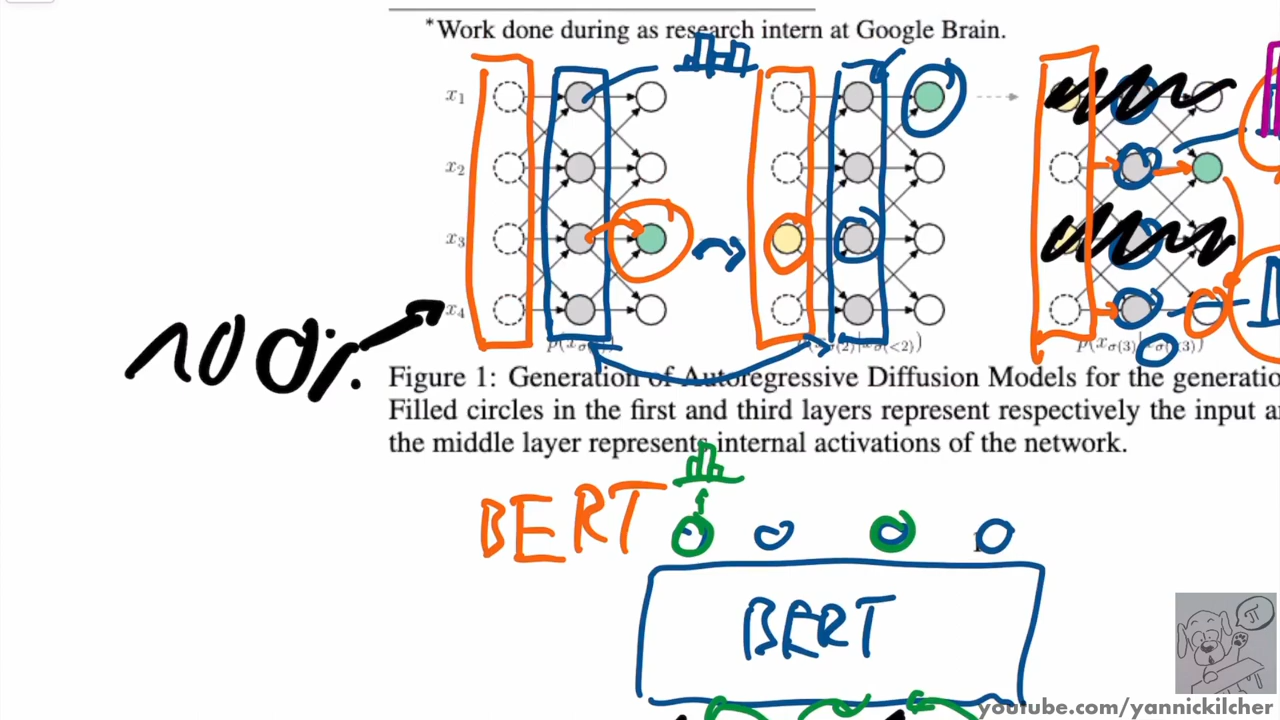 *Work done during as research intern at Google Brain.
x1
x2
x3
x4
100%
Figure 1: Generation of Autoregressive Diffusion Models for the generatio
Filled circles in the first and third layers represent respectively the input a
the middle layer represents internal activations of the network.
BERT
BERT
π
youtube.com/yannickilcher